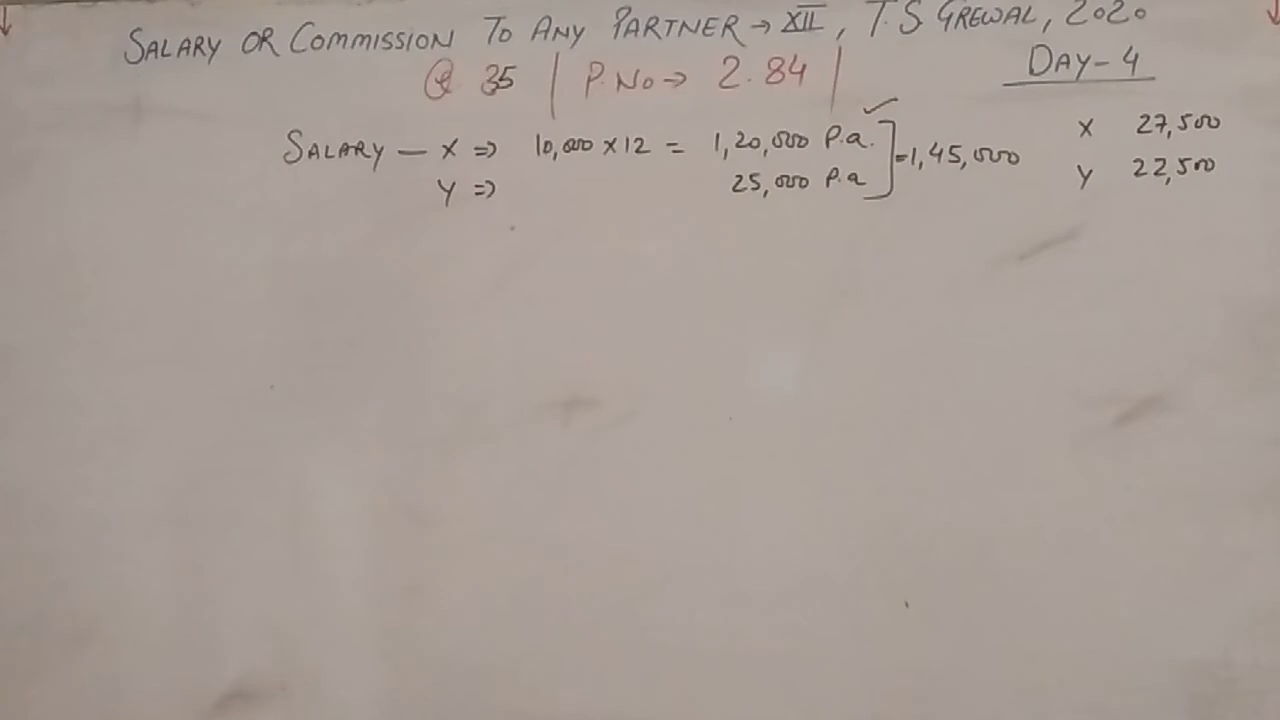 SALARY OR COMMISSION TO ANY PARTNER → XII, T.S GREWAL, 2020
Q 35 | P.No → 2.84 |
DAY-4
SALARY — X ⇒ 10,000 x 12 = 1,20,000 P.a. ] = 1,45,000
Y ⇒ 25,000 P.a
X 27,500
Y 22,500